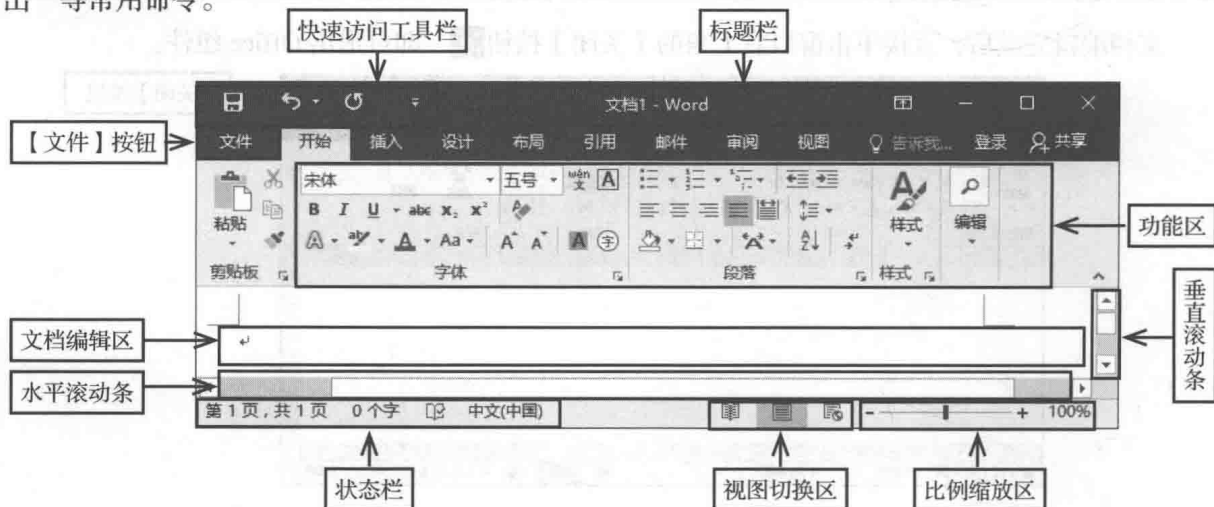 出 等常用命令。
快速访问工具栏
标题栏
文档1 - Word
【文件】按钮
文件 开始 插入 设计 布局 引用 邮件 审阅 视图 告诉我... 登录 共享
宋体 五号 wén 文 A
粘贴
B I U abc x₂ x²
样式
编辑
功能区
A aby A Aa A A A 字
剪贴板 字体 段落 样式
垂直滚动条
文档编辑区
水平滚动条
第1页,共1页 0个字 中文(中国)
- + 100%
状态栏
视图切换区
比例缩放区